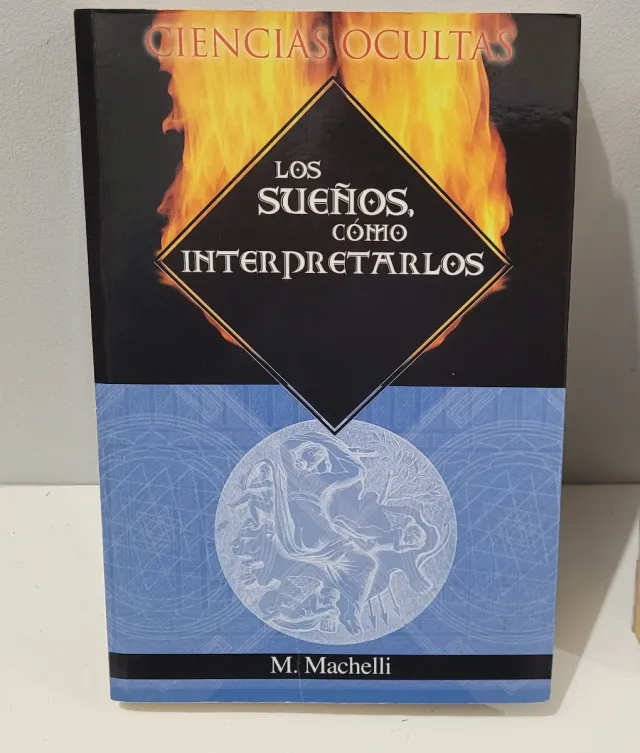 CIENCIAS OCULTAS
LOS
SUEÑOS,
CÓMO
INTERPRETARLOS
M. Machelli